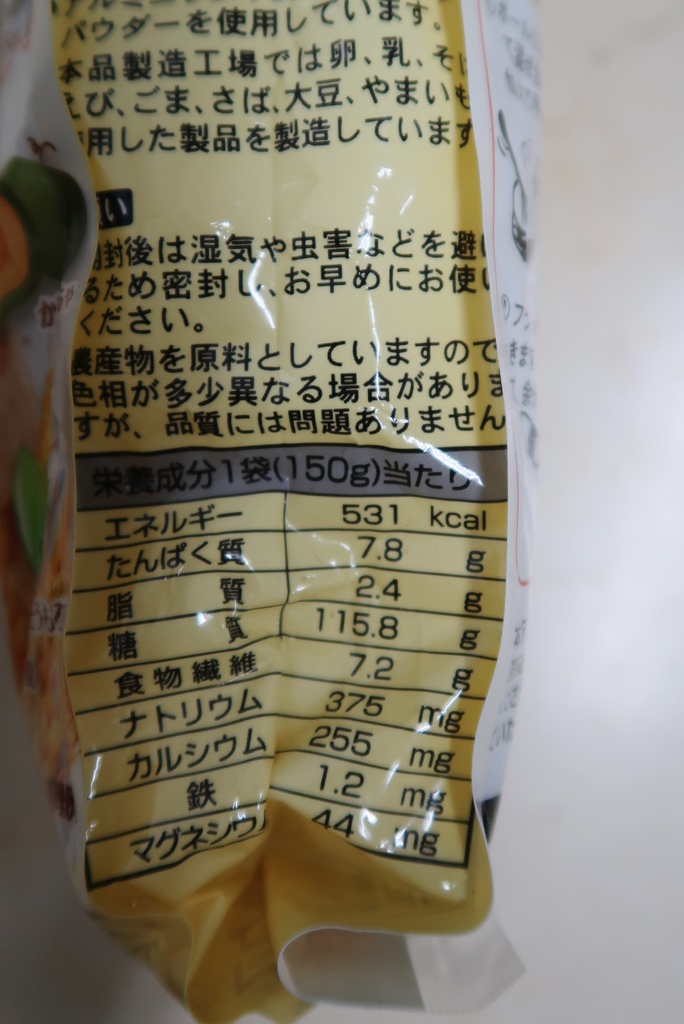 パウダーを使用しています。
本品製造工場では卵、乳、そ
えび、ごま、さば、大豆、やまいも
用した製品を製造しています
封後は湿気や虫害などを避
るため密封し、お早めにお使い
ください。
農産物を原料としていますので
色相が多少異なる場合がありま
すが、品質には問題ありません
栄養成分1袋(150g)当たり
エネルギー 531 kcal
たんぱく質 7.8 g
脂質 2.4 g
糖質 115.8 g
食物繊維 7.2 g
ナトリウム 375 mg
カルシウム 255 mg
鉄 1.2 mg
マグネシウ 44 mg